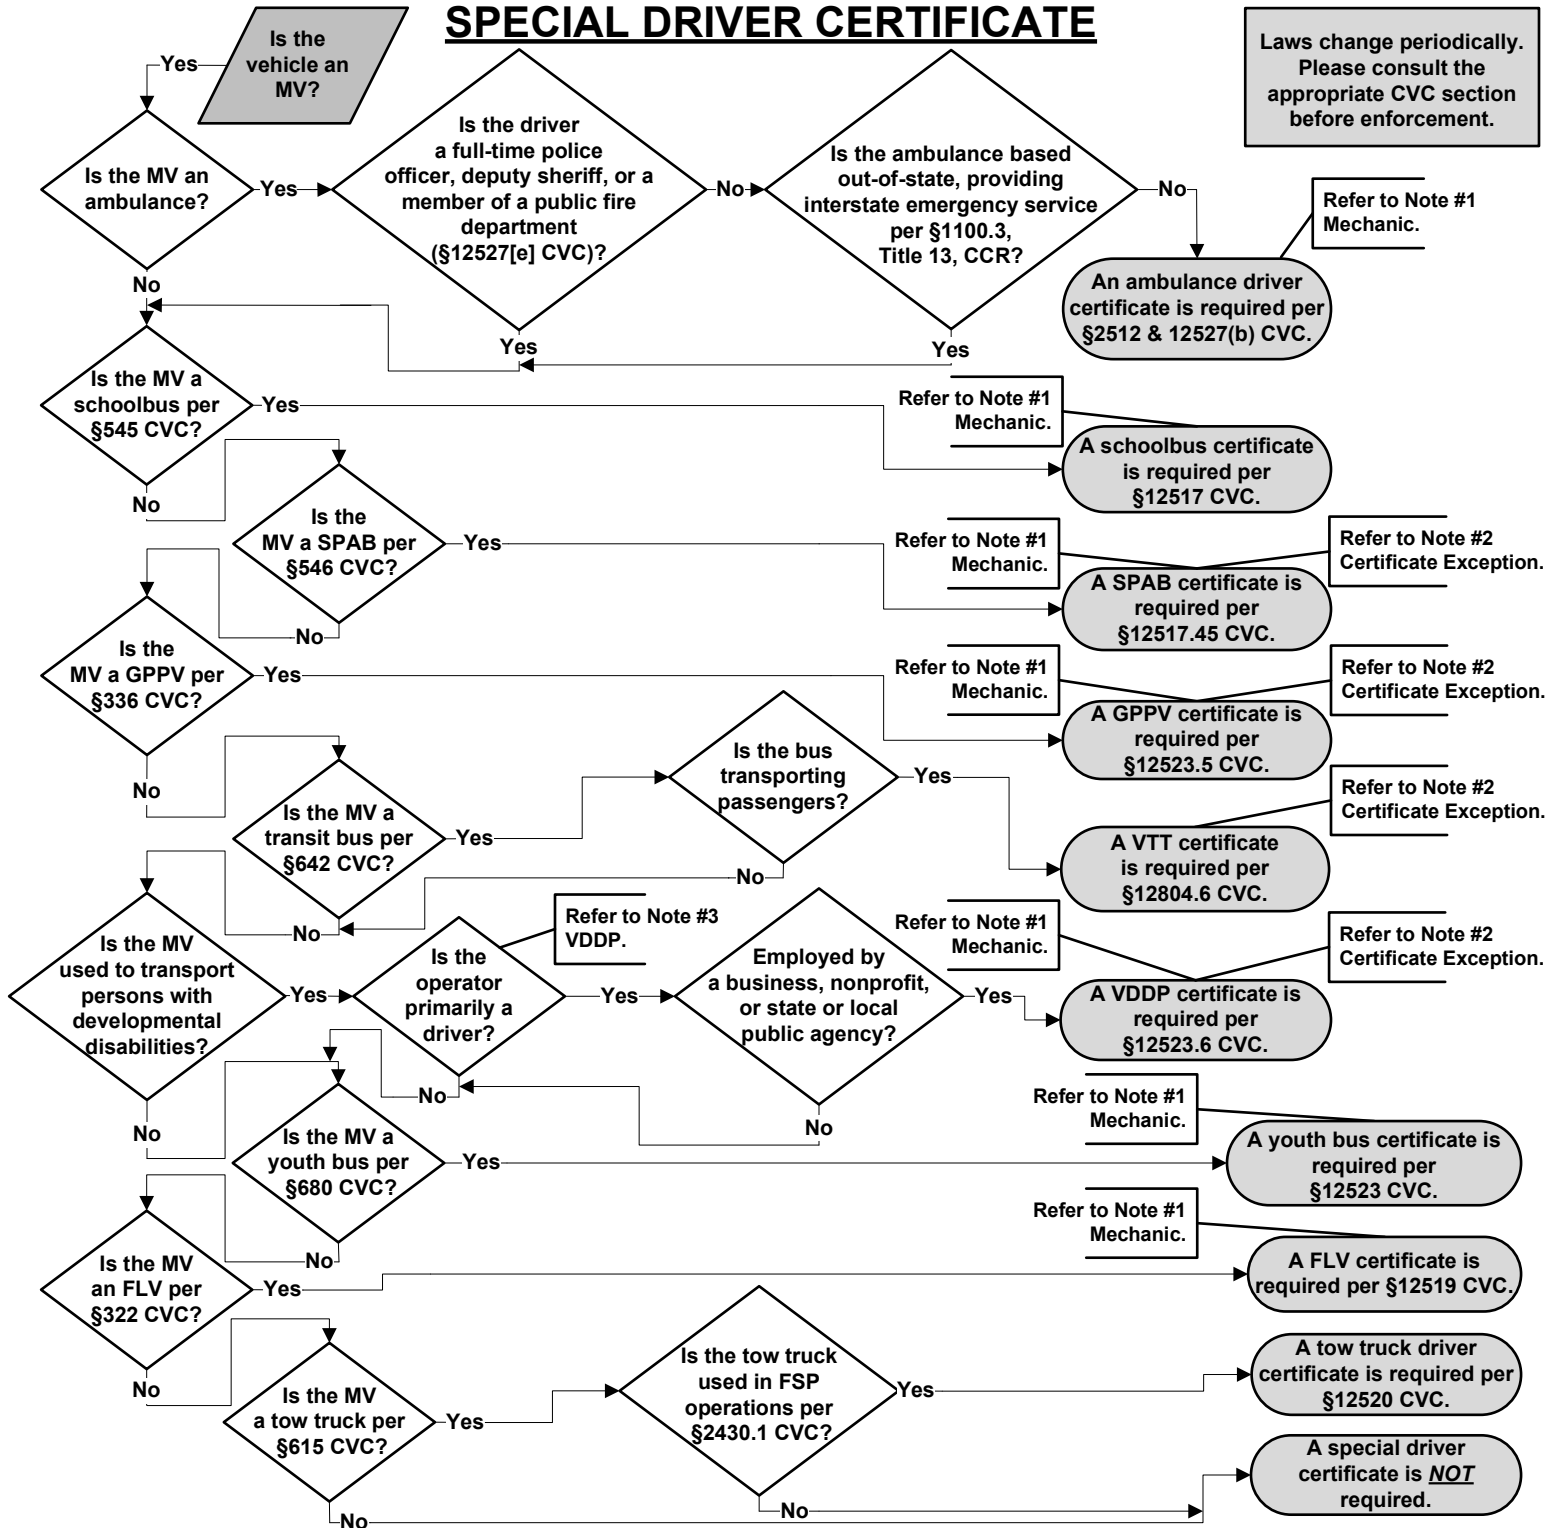 SPECIAL DRIVER CERTIFICATE
Is the
vehicle an
MV?
Laws change periodically.
Please consult the
appropriate CVC section
before enforcement.
Yes
Is the MV an
ambulance?
Yes
No
Is the driver
a full-time police
officer, deputy sheriff, or a
member of a public fire
department
(§12527[e] CVC)?
No
Yes
Is the ambulance based
out-of-state, providing
interstate emergency service
per §1100.3,
Title 13, CCR?
No
Yes
Refer to Note #1
Mechanic.
An ambulance driver
certificate is required per
§2512 & 12527(b) CVC.
Is the MV a
schoolbus per
§545 CVC?
Yes
No
Refer to Note #1
Mechanic.
A schoolbus certificate
is required per
§12517 CVC.
Is the
MV a SPAB per
§546 CVC?
Yes
No
Refer to Note #1
Mechanic.
Refer to Note #2
Certificate Exception.
A SPAB certificate is
required per
§12517.45 CVC.
Is the
MV a GPPV per
§336 CVC?
Yes
No
Refer to Note #1
Mechanic.
Refer to Note #2
Certificate Exception.
A GPPV certificate is
required per
§12523.5 CVC.
Is the MV a
transit bus per
§642 CVC?
Yes
No
Is the bus
transporting
passengers?
Yes
No
Refer to Note #2
Certificate Exception.
A VTT certificate
is required per
§12804.6 CVC.
Is the MV
used to transport
persons with
developmental
disabilities?
Yes
No
Refer to Note #3
VDDP.
Is the
operator
primarily a
driver?
Yes
No
Employed by
a business, nonprofit,
or state or local
public agency?
Yes
No
Refer to Note #1
Mechanic.
Refer to Note #2
Certificate Exception.
A VDDP certificate is
required per
§12523.6 CVC.
Is the MV a
youth bus per
§680 CVC?
Yes
No
Refer to Note #1
Mechanic.
A youth bus certificate is
required per
§12523 CVC.
Is the MV
an FLV per
§322 CVC?
Yes
No
Refer to Note #1
Mechanic.
A FLV certificate is
required per §12519 CVC.
Is the MV
a tow truck per
§615 CVC?
Yes
No
Is the tow truck
used in FSP
operations per
§2430.1 CVC?
Yes
No
A tow truck driver
certificate is required per
§12520 CVC.
A special driver
certificate is NOT
required.